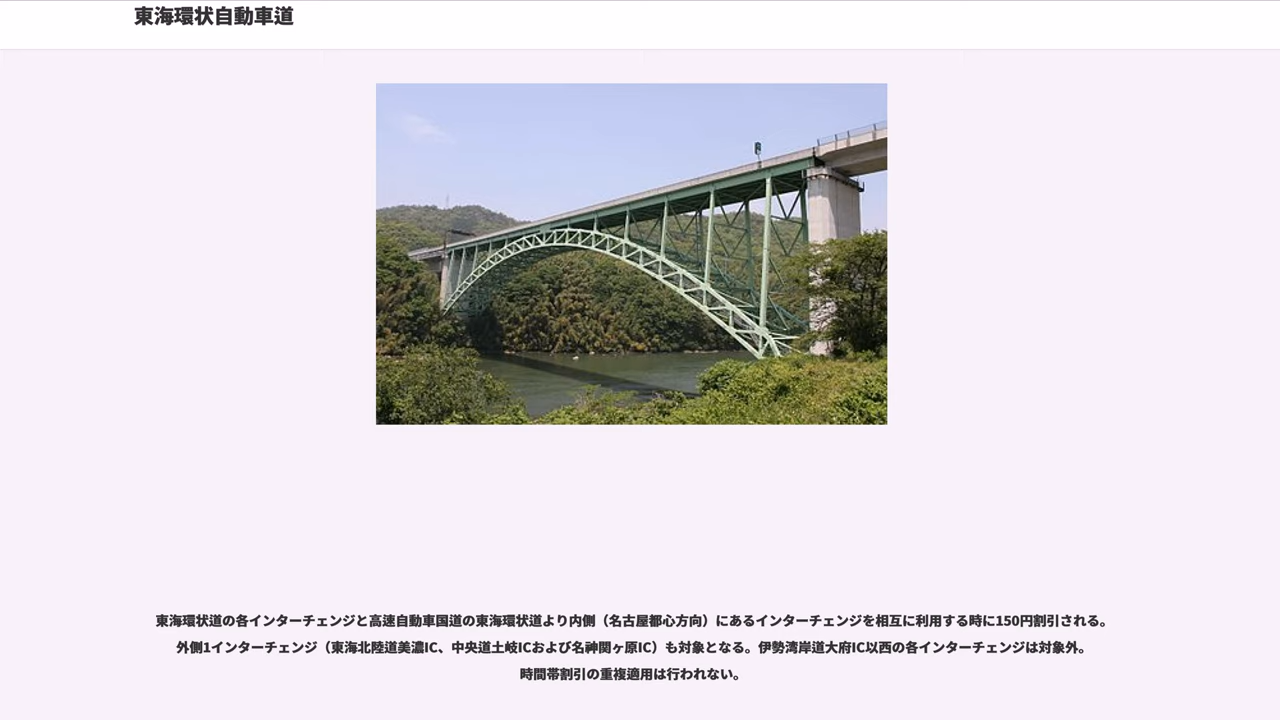 東海環状自動車道
東海環状道の各インターチェンジと高速自動車国道の東海環状道より内側（名古屋都心方向）にあるインターチェンジを相互に利用する時に150円割引される。
外側1インターチェンジ（東海北陸道美濃IC、中央道土岐ICおよび名神関ヶ原IC）も対象となる。伊勢湾岸道大府IC以西の各インターチェンジは対象外。
時間帯割引の重複適用は行われない。